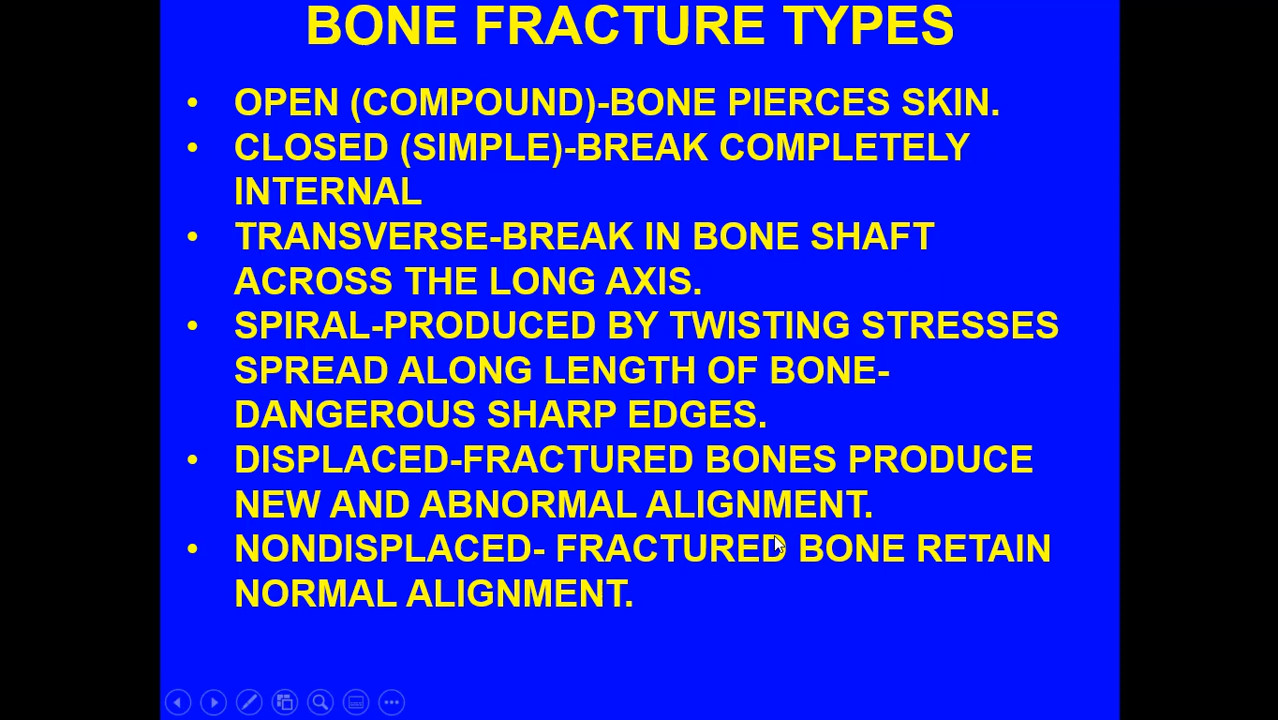 BONE FRACTURE TYPES
• OPEN (COMPOUND)-BONE PIERCES SKIN.
• CLOSED (SIMPLE)-BREAK COMPLETELY
INTERNAL
• TRANSVERSE-BREAK IN BONE SHAFT
ACROSS THE LONG AXIS.
• SPIRAL-PRODUCED BY TWISTING STRESSES
SPREAD ALONG LENGTH OF BONE-
DANGEROUS SHARP EDGES.
• DISPLACED-FRACTURED BONES PRODUCE
NEW AND ABNORMAL ALIGNMENT.
• NONDISPLACED- FRACTURED BONE RETAIN
NORMAL ALIGNMENT.